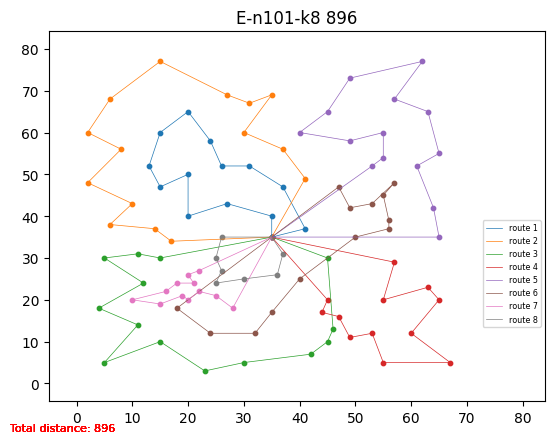 E-n101-k8 896
80
70
60
50
40
30
20
10
0
route 1
route 2
route 3
route 4
route 5
route 6
route 7
route 8
0 10 20 30 40 50 60 70 80
Total distance: 896